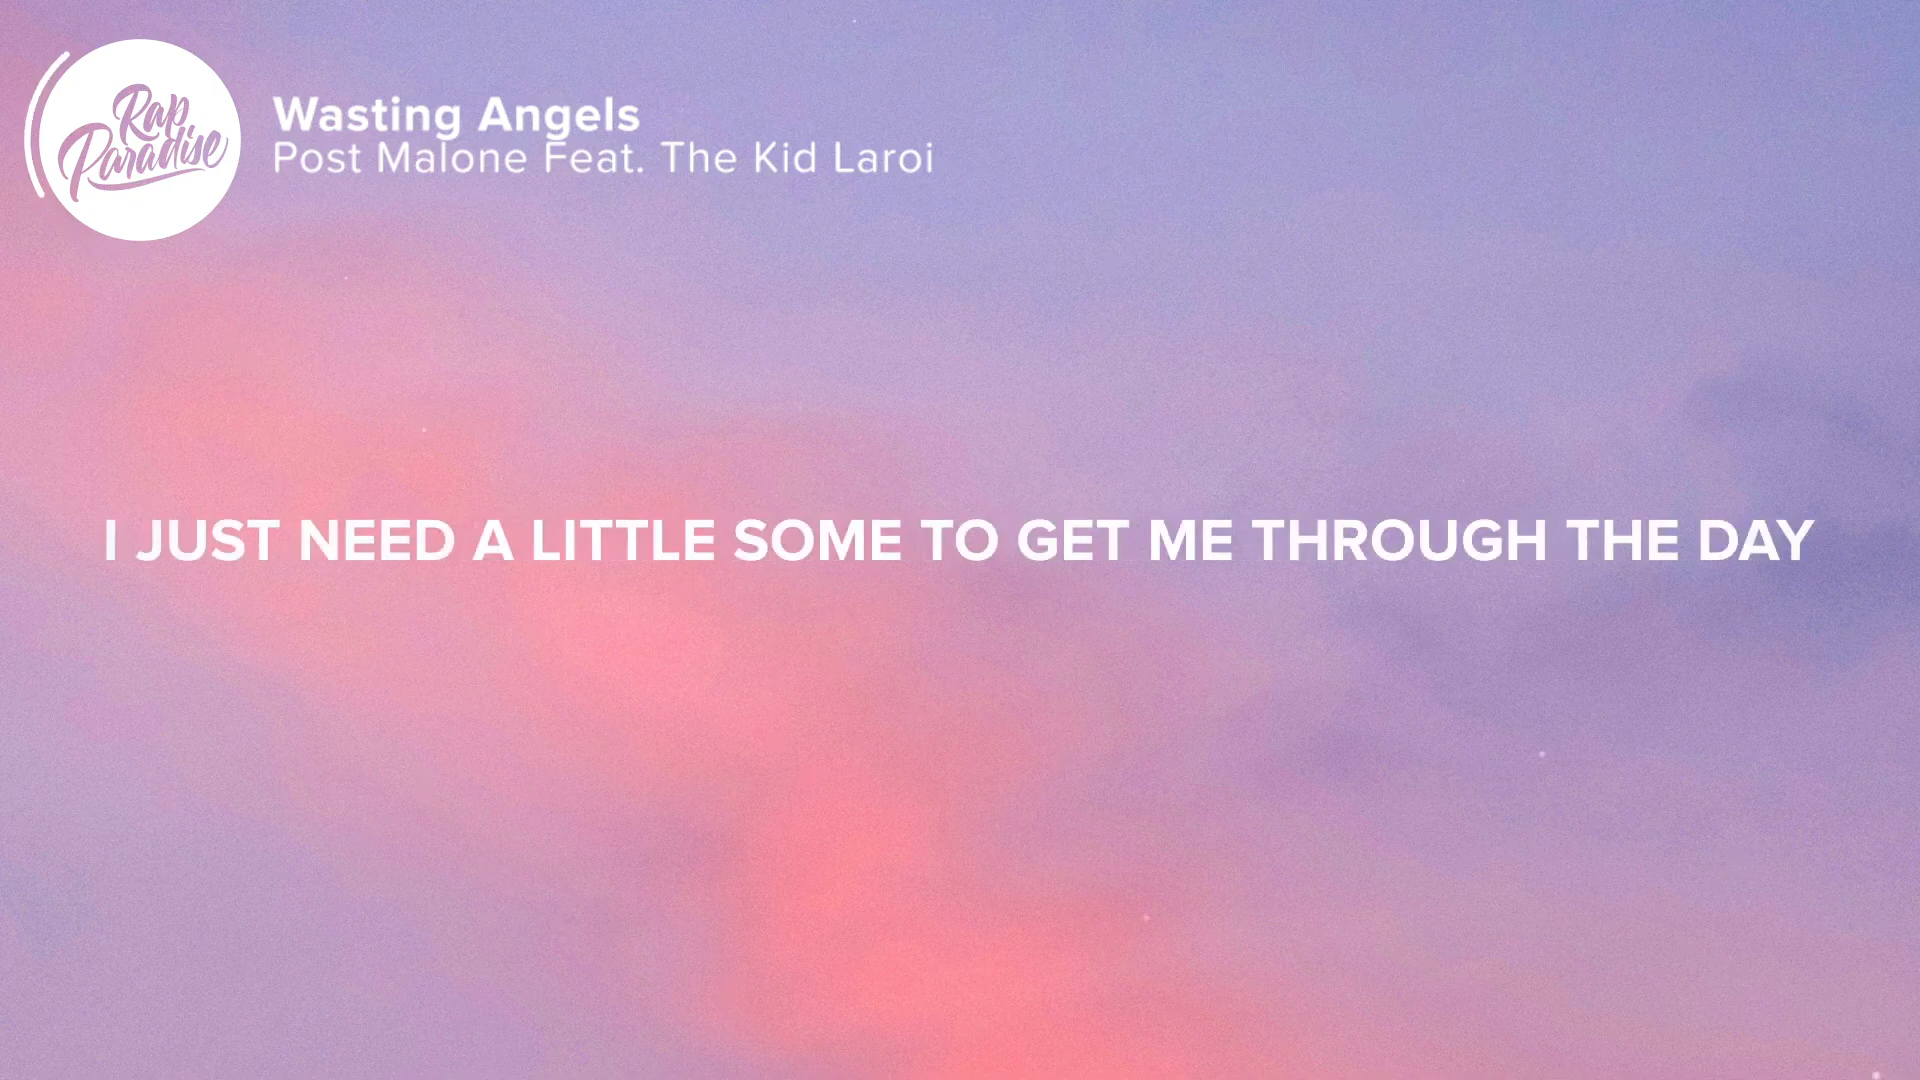 Rap
Paradise
Wasting Angels
Post Malone Feat. The Kid Laroi
I JUST NEED A LITTLE SOME TO GET ME THROUGH THE DAY